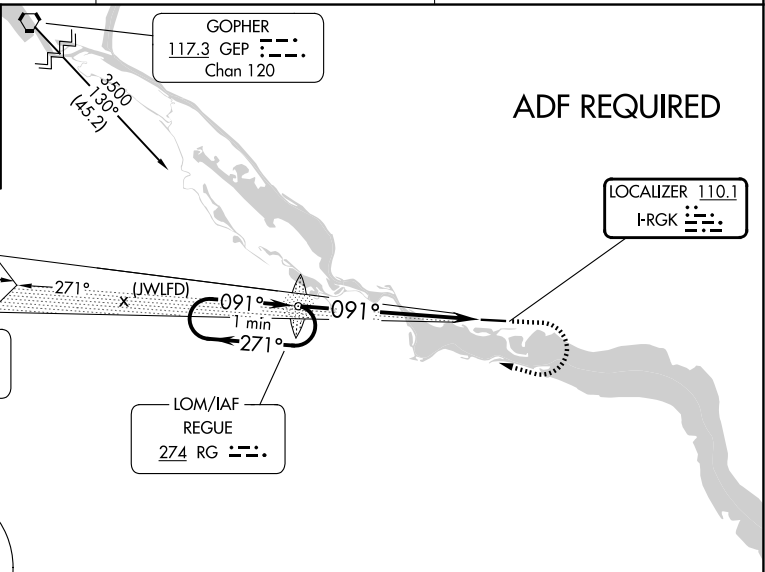 GOPHER
117.3 GEP
Chan 120
3500
130°
(45.2)
ADF REQUIRED
LOCALIZER 110.1
I-RGK
271°
(JWLFD)
x
091°
1 min
271°
091°
LOM/IAF
REGUE
274 RG